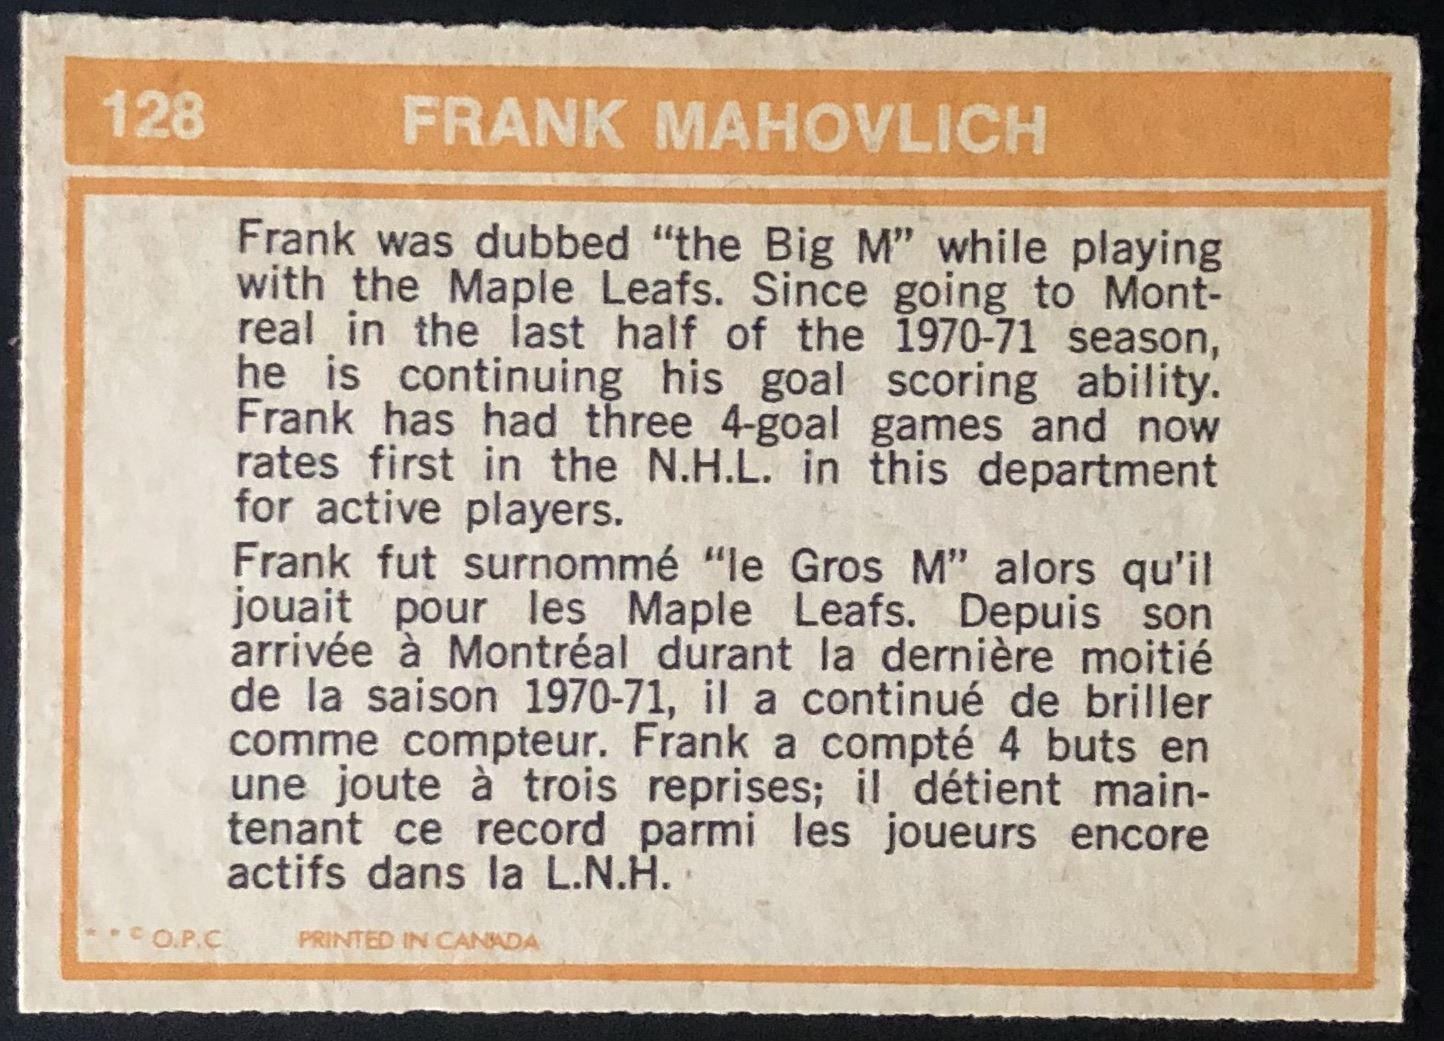 128 FRANK MAHOVLICH
Frank was dubbed “the Big M” while playing
with the Maple Leafs. Since going to Mont-
real in the last half of the 1970-71 season,
he is continuing his goal scoring ability.
Frank has had three 4-goal games and now
rates first in the N.H.L. in this department
for active players.
Frank fut surnommé “le Gros M” alors qu'il
jouait pour les Maple Leafs. Depuis son
arrivée à Montréal durant la dernière moitié
de la saison 1970-71, il a continué de briller
comme compteur. Frank a compté 4 buts en
une joute à trois reprises; il détient main-
tenant ce record parmi les joueurs encore
actifs dans la L.N.H.
* * © O.P.C. PRINTED IN CANADA